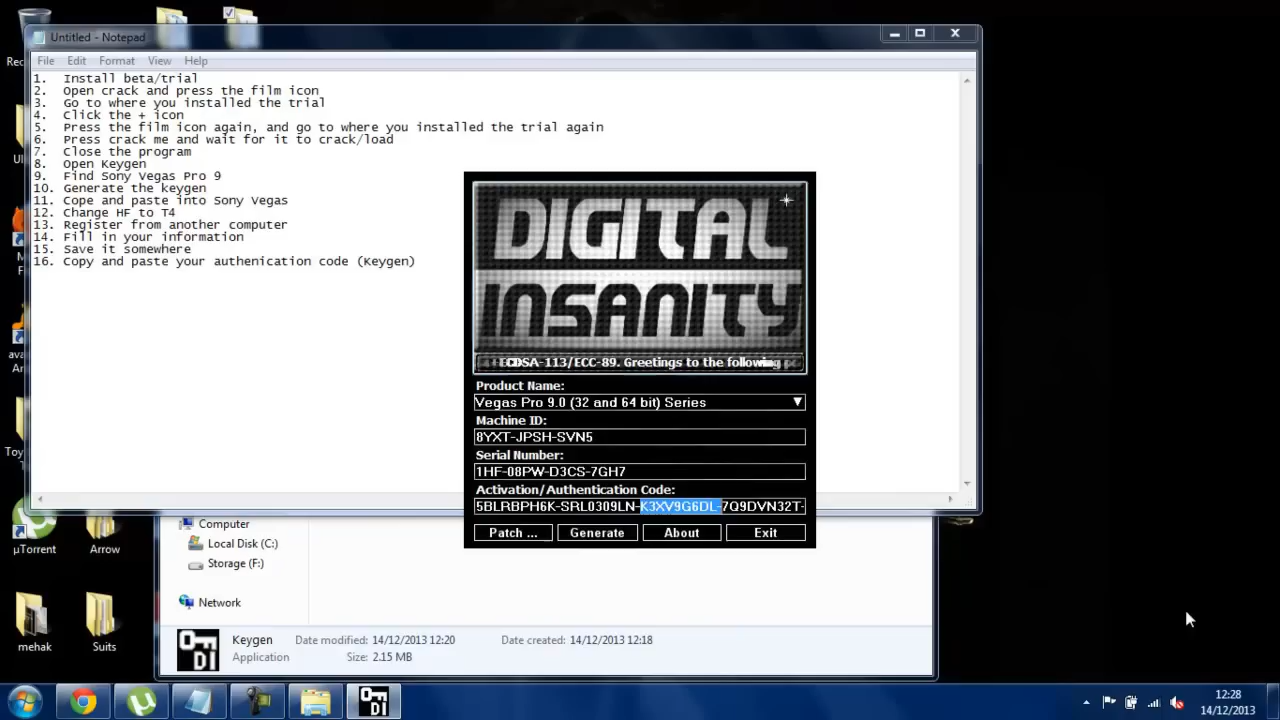 Untitled - Notepad
File Edit Format View Help
1. Install beta/trial
2. Open crack and press the film icon
3. Go to where you installed the trial
4. Click the + icon
5. Press the film icon again, and go to where you installed the trial again
6. Press crack me and wait for it to crack/load
7. Close the program
8. Open Keygen
9. Find Sony Vegas Pro 9
10. Generate the keygen
11. Cope and paste into Sony Vegas
12. Change HF to T4
13. Register from another computer
14. Fill in your information
15. Save it somewhere
16. Copy and paste your authenication code (Keygen)
DIGITAL
INSANITY
ECDSA-113/ECC-89. Greetings to the following
Product Name:
Vegas Pro 9.0 (32 and 64 bit) Series
Machine ID:
8YXT-JPSH-SVN5
Serial Number:
1HF-08PW-D3CS-7GH7
Activation/Authentication Code:
5BLRBPH6K-SRL0309LN-K3XV9G6DL-7Q9DVN32T-
Patch ... Generate About Exit
Computer
Local Disk (C:)
Storage (F:)
Network
Keygen Date modified: 14/12/2013 12:20 Date created: 14/12/2013 12:18
Application Size: 2.15 MB
µTorrent Arrow
mehak Suits
12:28
14/12/2013